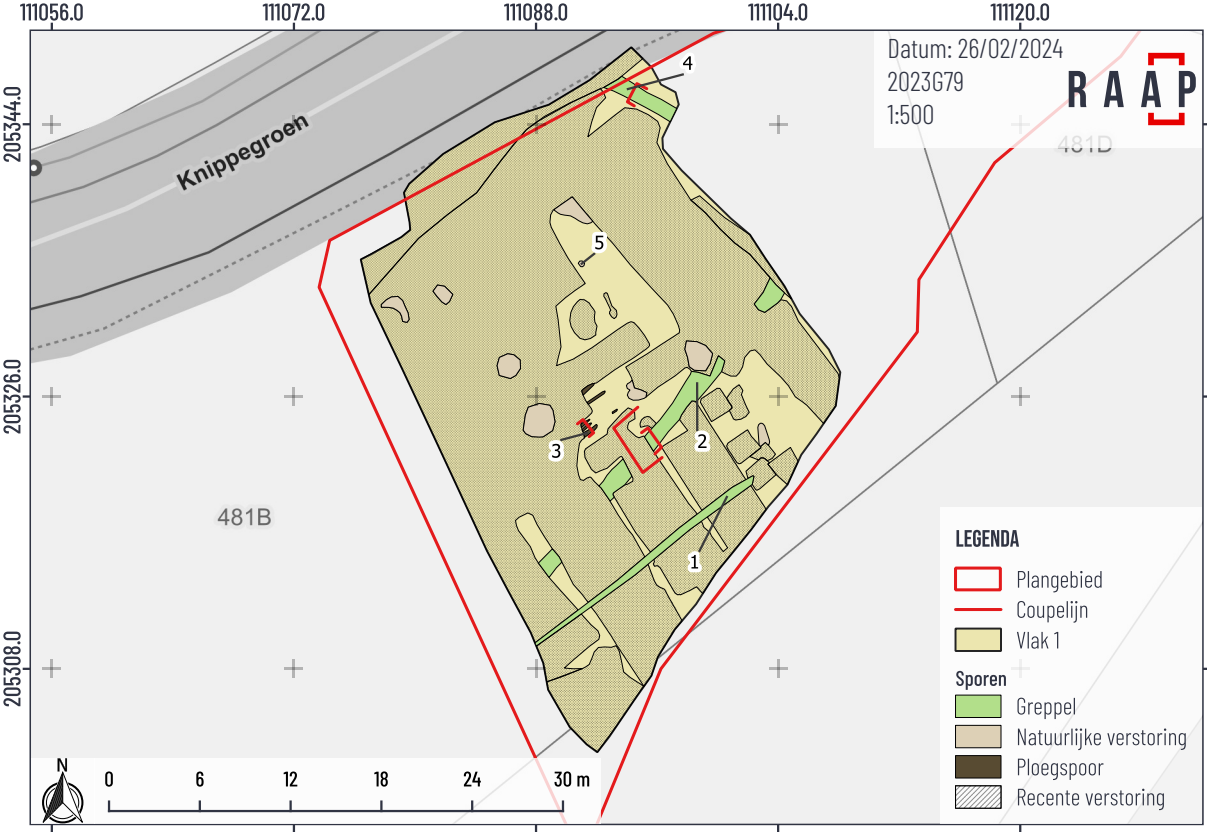 111056.0 111072.0 111088.0 111104.0 111120.0
205344.0
205326.0
205308.0
Datum: 26/02/2024
2023G79
1:500
RAAP
481D
Knippegroen
4
5
3
2
1
481B
LEGENDA
Plangebied
Coupelijn
Vlak 1
Sporen
Greppel
Natuurlijke verstoring
Ploegspoor
Recente verstoring
N
0 6 12 18 24 30 m